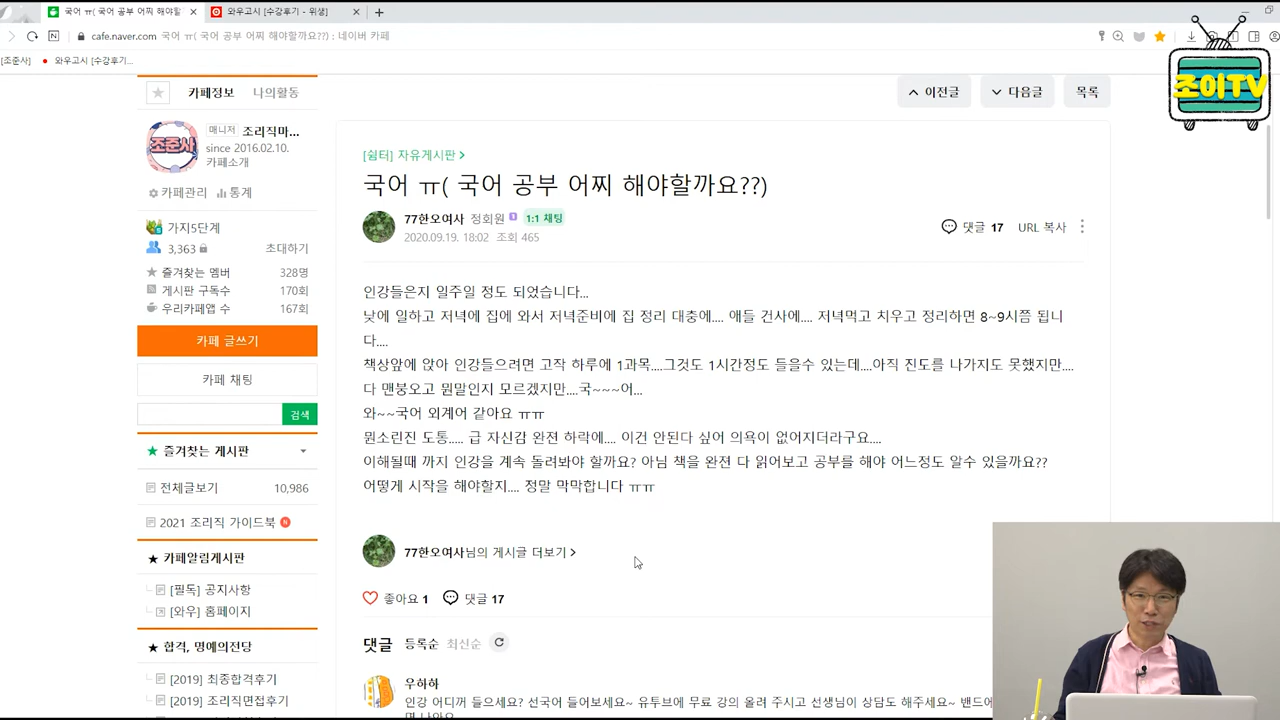 국어 ㅠ( 국어 공부 어찌 해야할
와우고시 [수강후기 - 위생]
cafe.naver.com 국어 ㅠ( 국어 공부 어찌 해야할까요??) : 네이버 카페
[조준사]
와우고시 [수강후기...
조이TV
카페정보 나의활동
이전글 다음글 목록
매니저 조리직마...
조준사
since 2016.02.10.
카페소개
카페관리 통계
가지5단계
3,363 초대하기
즐겨찾는 멤버 328명
게시판 구독수 170회
우리카페앱 수 167회
카페 글쓰기
카페 채팅
검색
즐겨찾는 게시판
전체글보기 10,986
2021 조리직 가이드북 N
★ 카페알림게시판
[필독] 공지사항
[와우] 홈페이지
★ 합격, 명예의전당
[2019] 최종합격후기
[2019] 조리직면접후기
[쉼터] 자유게시판 >
국어 ㅠ( 국어 공부 어찌 해야할까요??)
77한오여사 정회원 1:1 채팅
2020.09.19. 18:02 조회 465
댓글 17 URL 복사
인강들은지 일주일 정도 되었습니다...
낮에 일하고 저녁에 집에 와서 저녁준비에 집 정리 대충에.... 애들 건사에.... 저녁먹고 치우고 정리하면 8~9시쯤 됩니
다....
책상앞에 앉아 인강들으려면 고작 하루에 1과목....그것도 1시간정도 들을수 있는데....아직 진도를 나가지도 못했지만....
다 맨붕오고 뭔말인지 모르겠지만....국~~~어...
와~~국어 외계어 같아요 ㅠㅠ
뭔소린진 도통..... 급 자신감 완젼 하락에.... 이건 안된다 싶어 의욕이 없어지더라구요....
이해될때 까지 인강을 계속 돌려봐야 할까요? 아님 책을 완젼 다 읽어보고 공부를 해야 어느정도 알수 있을까요??
어떻게 시작을 해야할지.... 정말 막막합니다 ㅠㅠ
77한오여사님의 게시글 더보기 >
좋아요 1 댓글 17
댓글 등록순 최신순
우하하
인강 어디꺼 들으세요? 선국어 들어보세요~ 유투브에 무료 강의 올려 주시고 선생님이 상담도 해주세요~ 밴드에